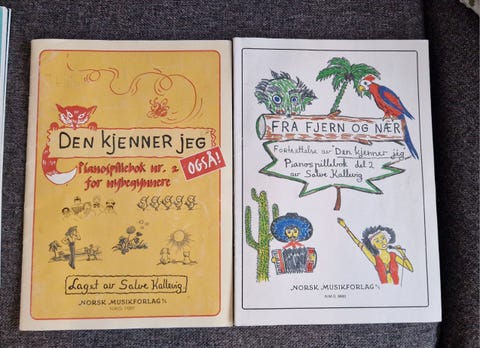 DEN KJENNER JEG
OGSÅ!
Pianospillebok nr. 2
for nybegynnere
Laget av Salve Kallevig
NORSK MUSIKFORLAG A/S
FRA FJERN OG NÆR
Fortsettelse av "Den kjenner jeg"
Pianospillebok del 2
av Salve Kallevig
NORSK MUSIKFORLAG A/S